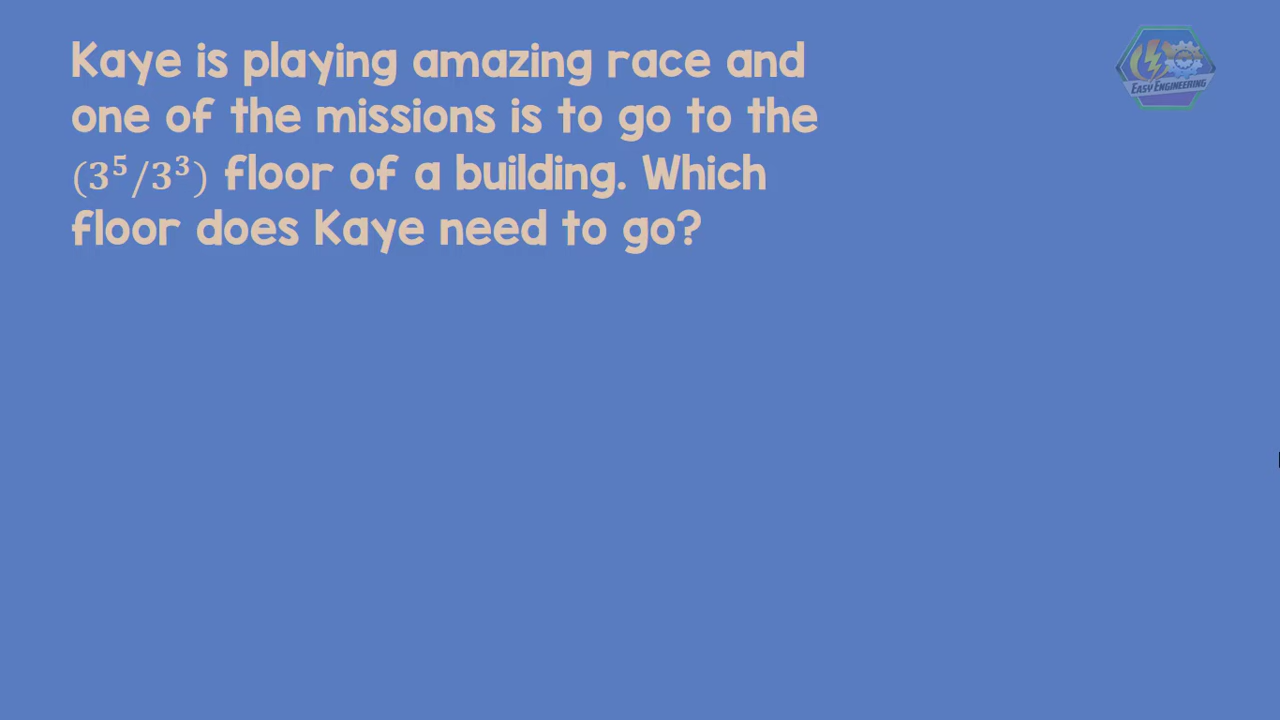 Kaye is playing amazing race and
one of the missions is to go to the
(3⁵/3³) floor of a building. Which
floor does Kaye need to go?
EASY ENGINEERING